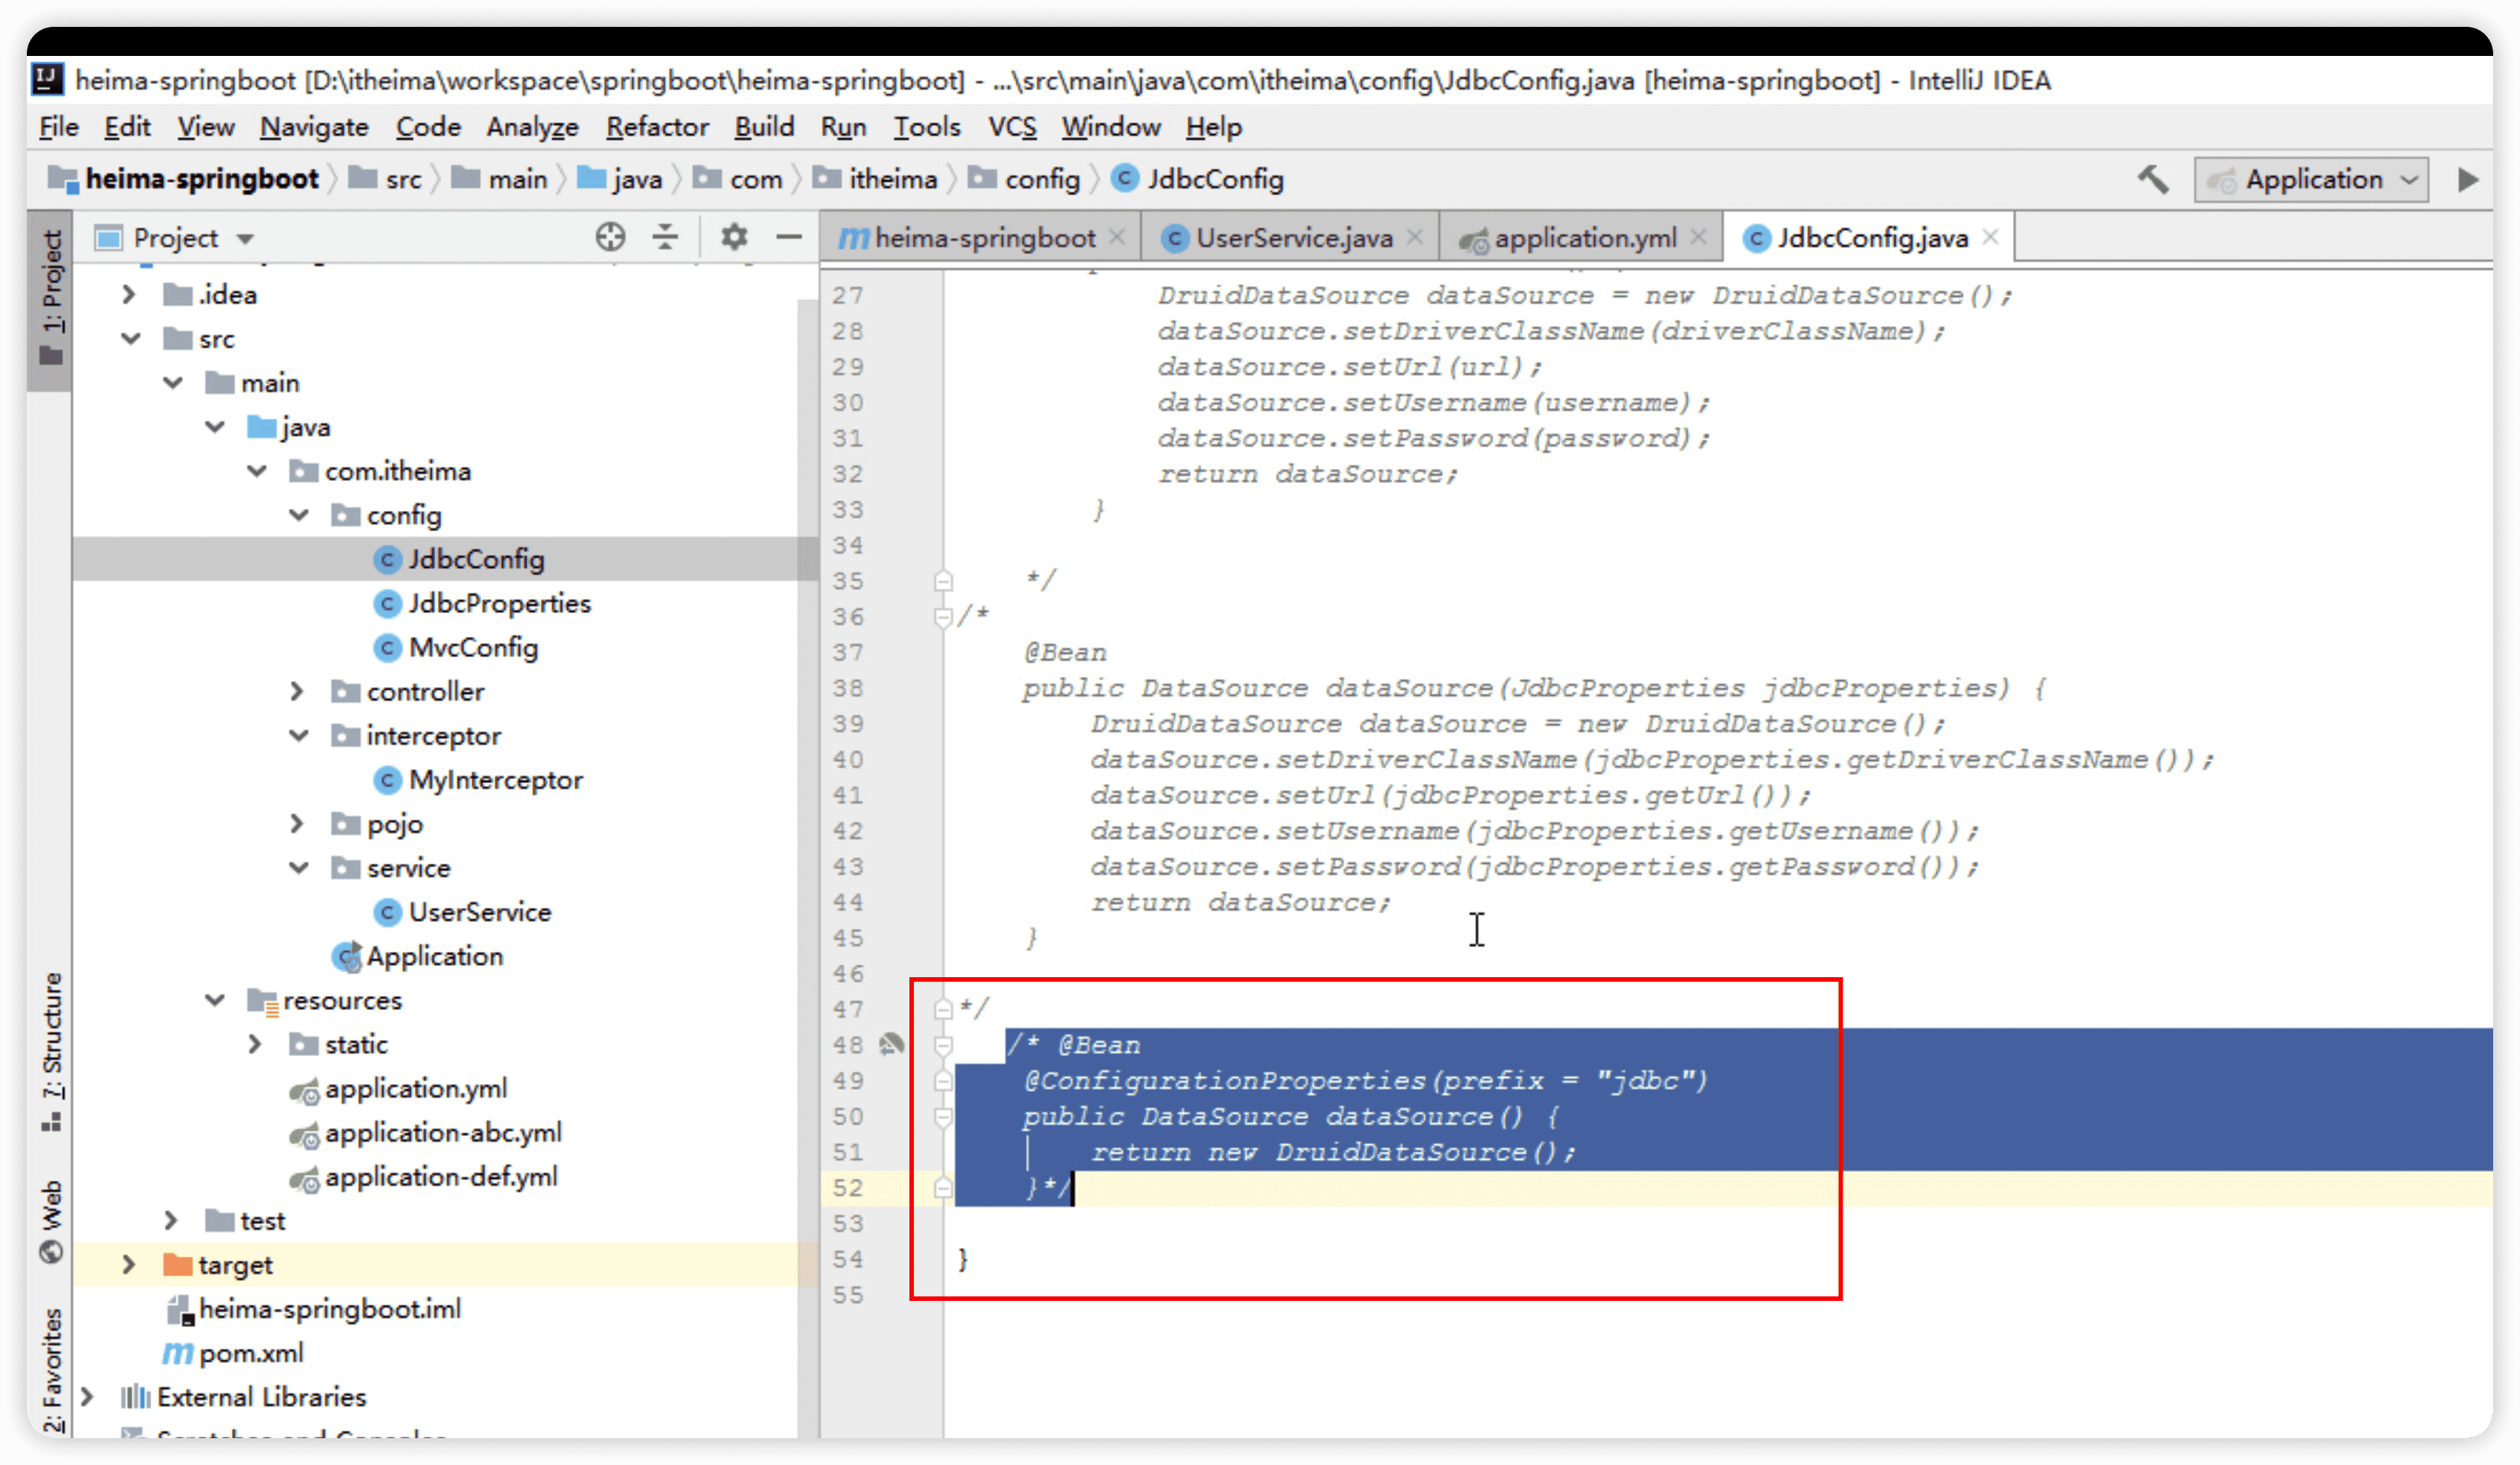 heima-springboot [D:\itheima\workspace\springboot\heima-springboot] - ...\src\main\java\com\itheima\config\JdbcConfig.java [heima-springboot] - IntelliJ IDEA
File Edit View Navigate Code Analyze Refactor Build Run Tools VCS Window Help
heima-springboot src main java com itheima config JdbcConfig Application
1: Project
7: Structure
Web
2: Favorites
Project
.idea
src
main
java
com.itheima
config
JdbcConfig
JdbcProperties
MvcConfig
controller
interceptor
MyInterceptor
pojo
service
UserService
Application
resources
static
application.yml
application-abc.yml
application-def.yml
test
target
heima-springboot.iml
pom.xml
External Libraries
Scratches and Consoles
heima-springboot UserService.java application.yml JdbcConfig.java
27 DruidDataSource dataSource = new DruidDataSource();
28 dataSource.setDriverClassName(driverClassName);
29 dataSource.setUrl(url);
30 dataSource.setUsername(username);
31 dataSource.setPassword(password);
32 return dataSource;
33 }
34
35 */
36 /*
37 @Bean
38 public DataSource dataSource(JdbcProperties jdbcProperties) {
39 DruidDataSource dataSource = new DruidDataSource();
40 dataSource.setDriverClassName(jdbcProperties.getDriverClassName());
41 dataSource.setUrl(jdbcProperties.getUrl());
42 dataSource.setUsername(jdbcProperties.getUsername());
43 dataSource.setPassword(jdbcProperties.getPassword());
44 return dataSource;
45 }
46
47 */
48 /* @Bean
49 @ConfigurationProperties(prefix = "jdbc")
50 public DataSource dataSource() {
51 return new DruidDataSource();
52 }*/
53
54 }
55